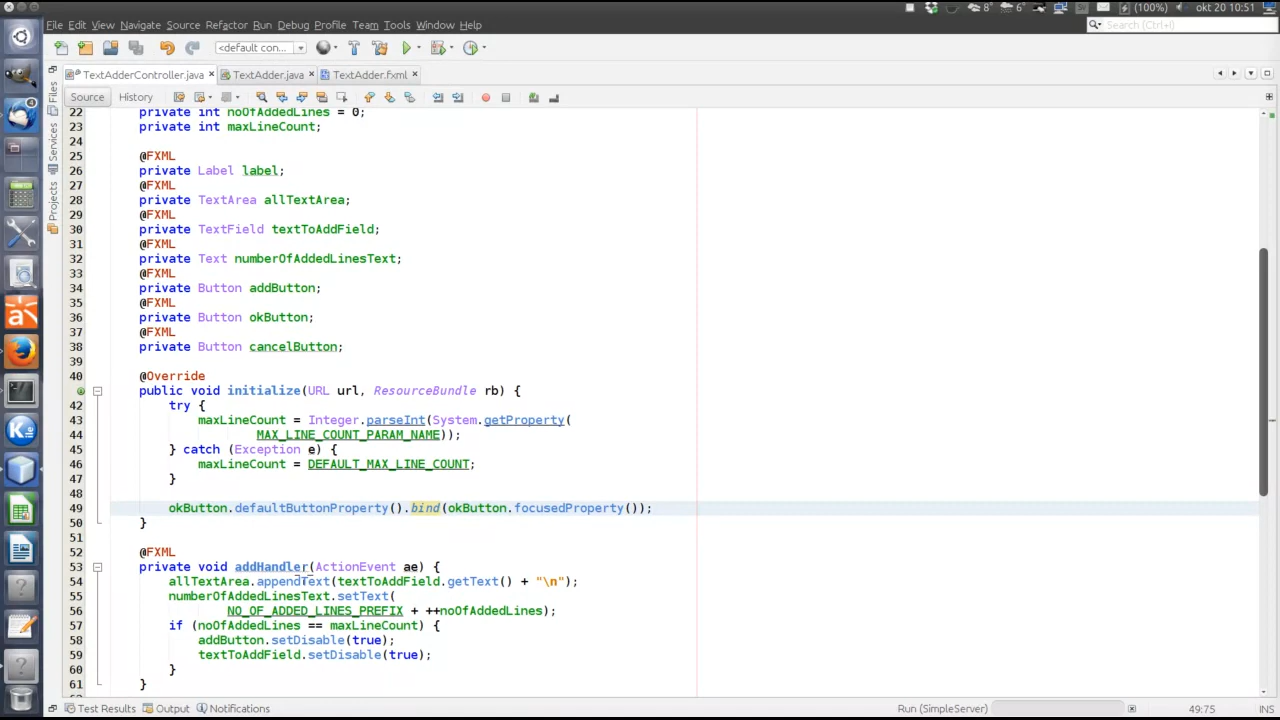 (100%) okt 20 10:51
File Edit View Navigate Source Refactor Run Debug Profile Team Tools Window Help
Search (Ctrl+I)
<default con...
TextAdderController.java TextAdder.java TextAdder.fxml
Source History
Files
Services
Projects
22 private int noOfAddedLines = 0;
23 private int maxLineCount;
24
25 @FXML
26 private Label label;
27 @FXML
28 private TextArea allTextArea;
29 @FXML
30 private TextField textToAddField;
31 @FXML
32 private Text numberOfAddedLinesText;
33 @FXML
34 private Button addButton;
35 @FXML
36 private Button okButton;
37 @FXML
38 private Button cancelButton;
39
40 @Override
public void initialize(URL url, ResourceBundle rb) {
42 try {
43 maxLineCount = Integer.parseInt(System.getProperty(
44 MAX_LINE_COUNT_PARAM_NAME));
45 } catch (Exception e) {
46 maxLineCount = DEFAULT_MAX_LINE_COUNT;
47 }
48
49 okButton.defaultButtonProperty().bind(okButton.focusedProperty());
50 }
51
52 @FXML
53 private void addHandler(ActionEvent ae) {
54 allTextArea.appendText(textToAddField.getText() + "\n");
55 numberOfAddedLinesText.setText(
56 NO_OF_ADDED_LINES_PREFIX + ++noOfAddedLines);
57 if (noOfAddedLines == maxLineCount) {
58 addButton.setDisable(true);
59 textToAddField.setDisable(true);
60 }
61 }
Test Results Output Notifications Run (SimpleServer) 49:75 INS